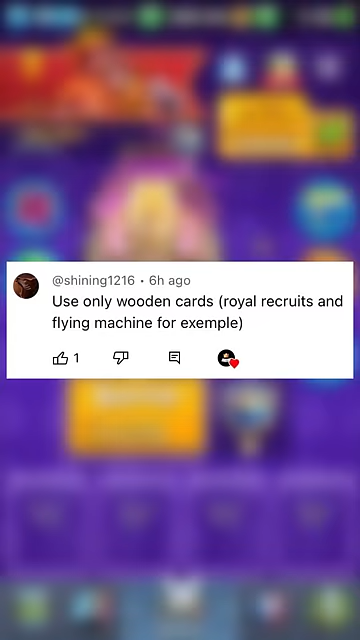 @shining1216 • 6h ago
Use only wooden cards (royal recruits and
flying machine for exemple)
1